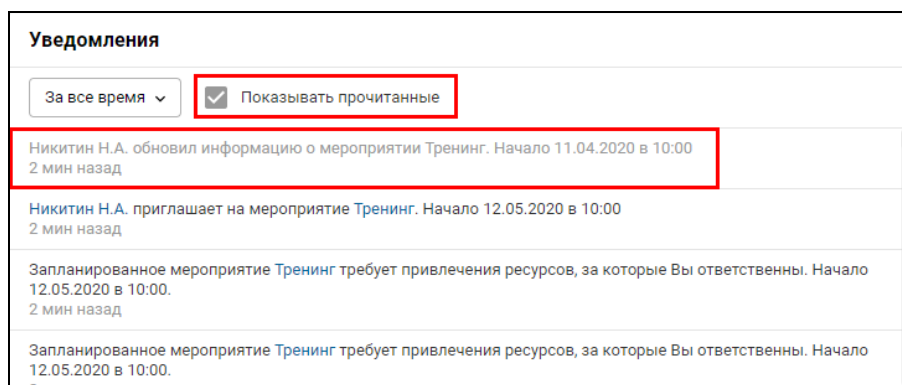 Уведомления
За все время
Показывать прочитанные
Никитин Н.А. обновил информацию о мероприятии Тренинг. Начало 11.04.2020 в 10:00
2 мин назад
Никитин Н.А. приглашает на мероприятие Тренинг. Начало 12.05.2020 в 10:00
2 мин назад
Запланированное мероприятие Тренинг требует привлечения ресурсов, за которые Вы ответственны. Начало
12.05.2020 в 10:00.
2 мин назад
Запланированное мероприятие Тренинг требует привлечения ресурсов, за которые Вы ответственны. Начало
12.05.2020 в 10:00.